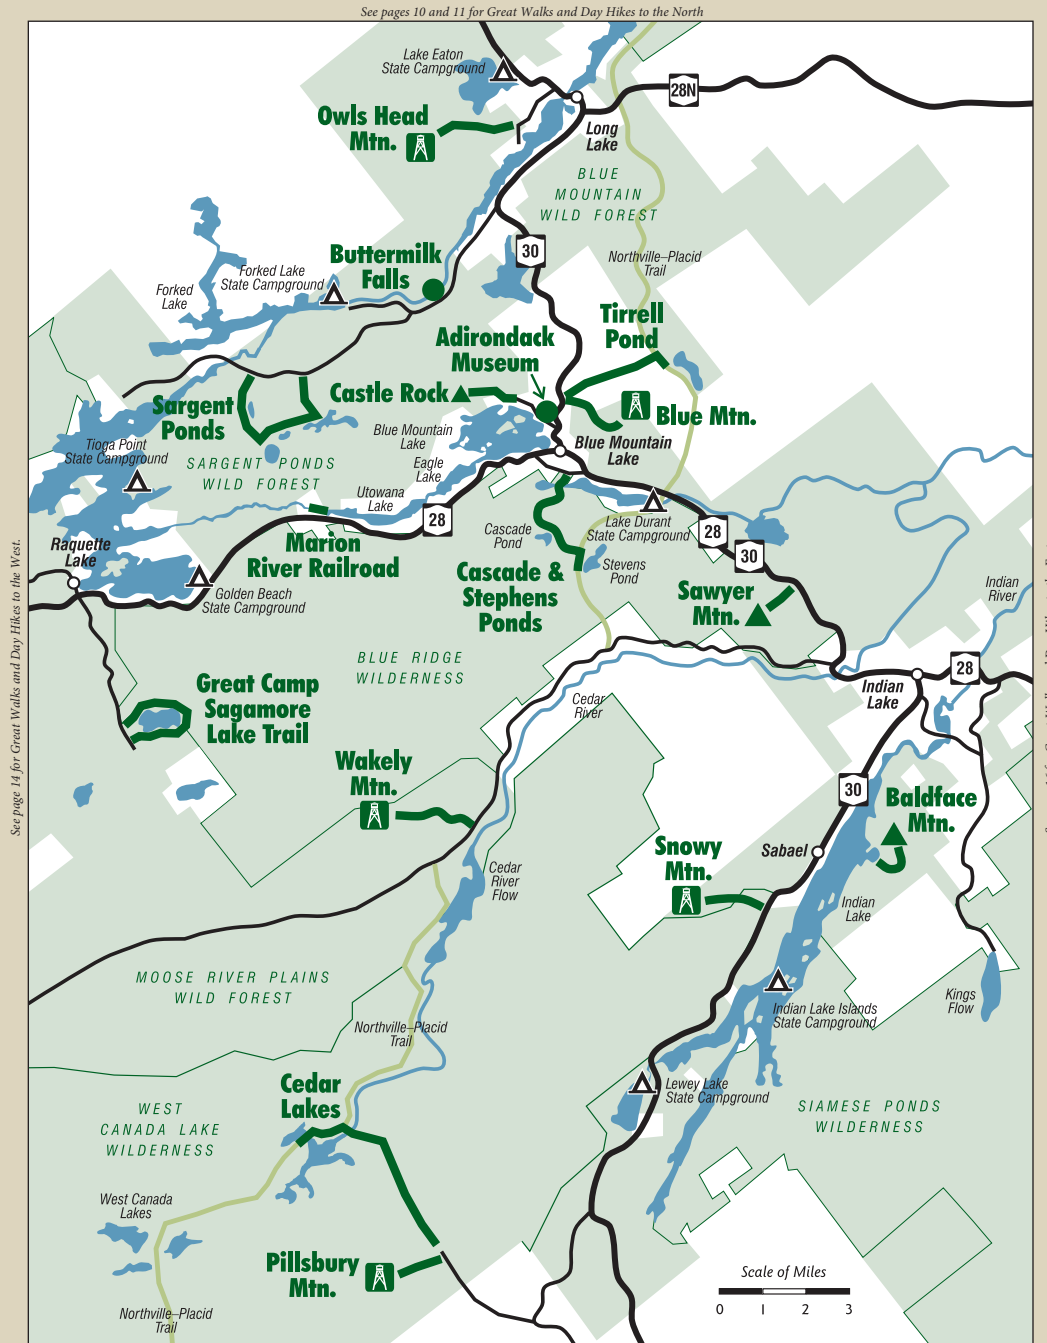 See pages 10 and 11 for Great Walks and Day Hikes to the North
Lake Eaton
State Campground
28N
Owls Head
Mtn.
Long
Lake
BLUE
MOUNTAIN
WILD FOREST
30
Buttermilk
Falls
Northville–Placid
Trail
Forked Lake
State Campground
Forked
Lake
Tirrell
Pond
Adirondack
Museum
Castle Rock
Blue Mtn.
Sargent
Ponds
Blue Mountain
Lake
Blue Mountain
Lake
Tioga Point
State Campground
SARGENT PONDS
WILD FOREST
Eagle
Lake
Utowana
Lake
28
Lake Durant
State Campground
28
30
Cascade
Pond
Marion
River Railroad
Raquette
Lake
Stevens
Pond
Cascade &
Stephens
Ponds
Golden Beach
State Campground
Sawyer
Mtn.
Indian
River
BLUE RIDGE
WILDERNESS
28
Indian
Lake
Great Camp
Sagamore
Lake Trail
Cedar
River
See page 14 for Great Walks and Day Hikes to the West.
Wakely
Mtn.
30
Baldface
Mtn.
Snowy
Mtn.
Sabael
Cedar
River
Flow
Indian
Lake
MOOSE RIVER PLAINS
WILD FOREST
Kings
Flow
Indian Lake Islands
State Campground
Northville–Placid
Trail
Lewey Lake
State Campground
Cedar
Lakes
WEST
CANADA LAKE
WILDERNESS
SIAMESE PONDS
WILDERNESS
West Canada
Lakes
Pillsbury
Mtn.
Scale of Miles
0 1 2 3
Northville–Placid
Trail